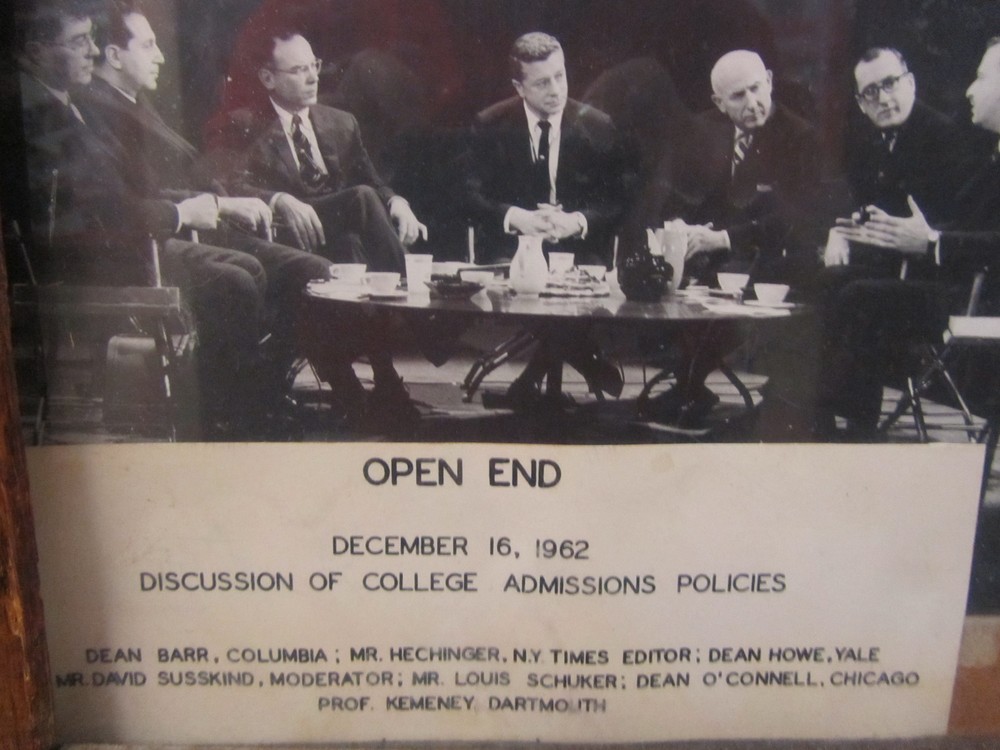 OPEN END
DECEMBER 16, 1962
DISCUSSION OF COLLEGE ADMISSIONS POLICIES
DEAN BARR, COLUMBIA; MR. HECHINGER, N.Y. TIMES EDITOR; DEAN HOWE, YALE
MR. DAVID SUSSKIND, MODERATOR; MR. LOUIS SCHUKER; DEAN O'CONNELL, CHICAGO
PROF. KEMENEY, DARTMOUTH